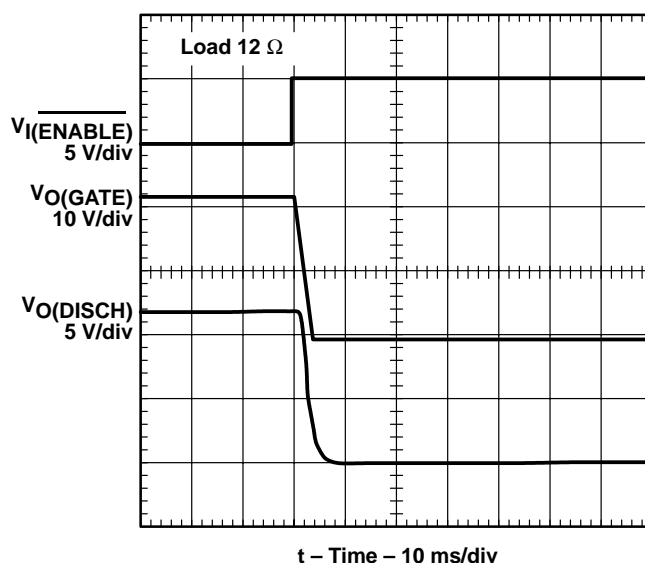 Load 12 Ω
VI(ENABLE)
5 V/div
VO(GATE)
10 V/div
VO(DISCH)
5 V/div
t – Time – 10 ms/div